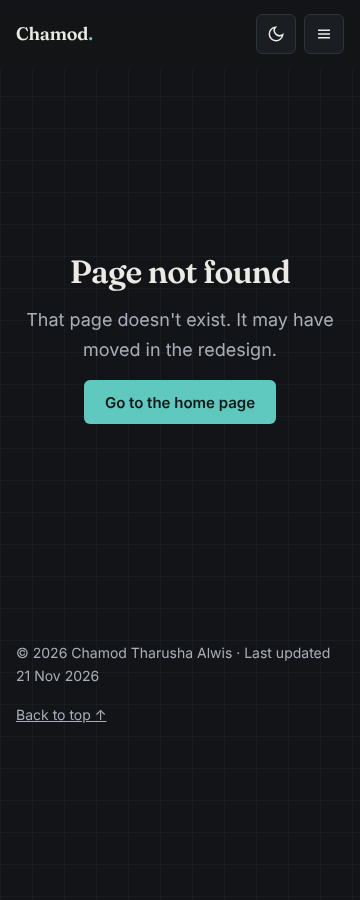 Chamod.
Page not found
That page doesn't exist. It may have
moved in the redesign.
Go to the home page
© 2026 Chamod Tharusha Alwis · Last updated
21 Nov 2026
Back to top ↑